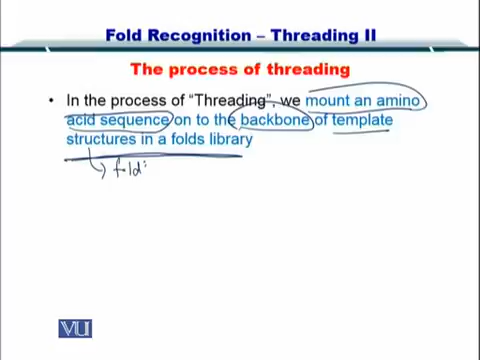 Fold Recognition – Threading II
The process of threading
• In the process of "Threading", we mount an amino
acid sequence on to the backbone of template
structures in a folds library
fold
VU